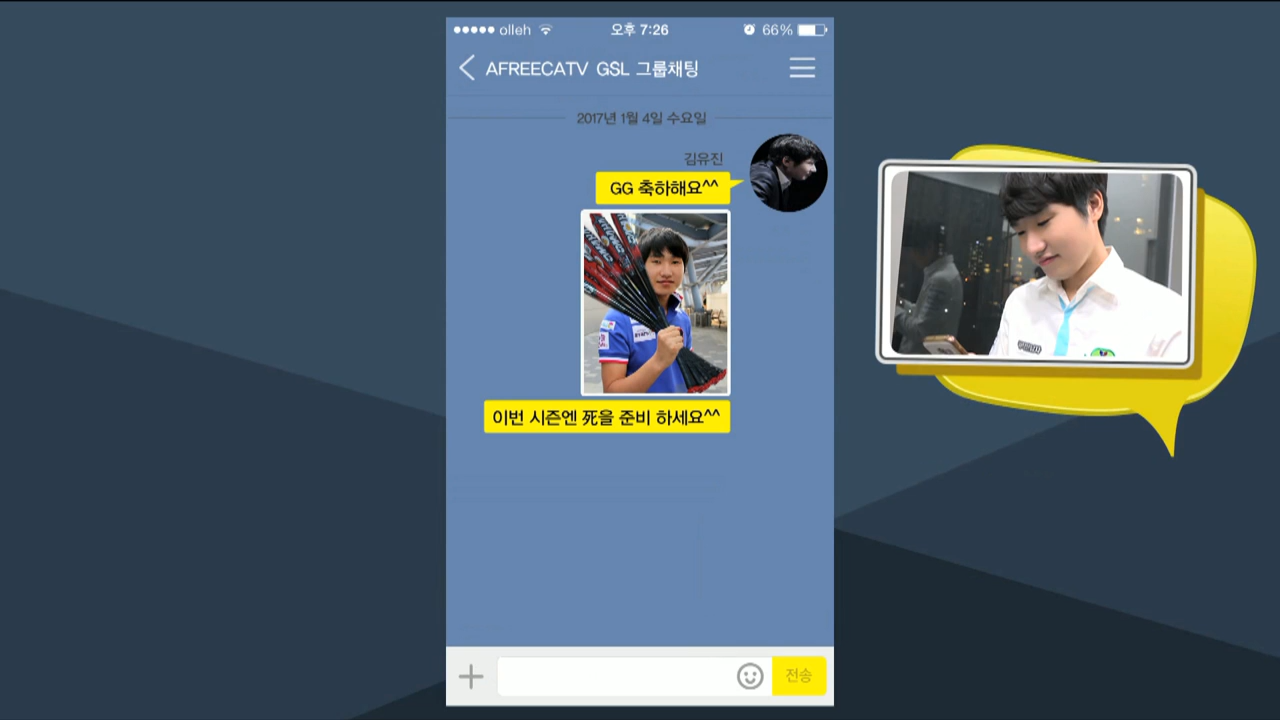 olleh
오후 7:26
66%
AFREECATV GSL 그룹채팅
2017년 1월 4일 수요일
김유진
GG 축하해요^^
이번 시즌엔 死을 준비 하세요^^
전송